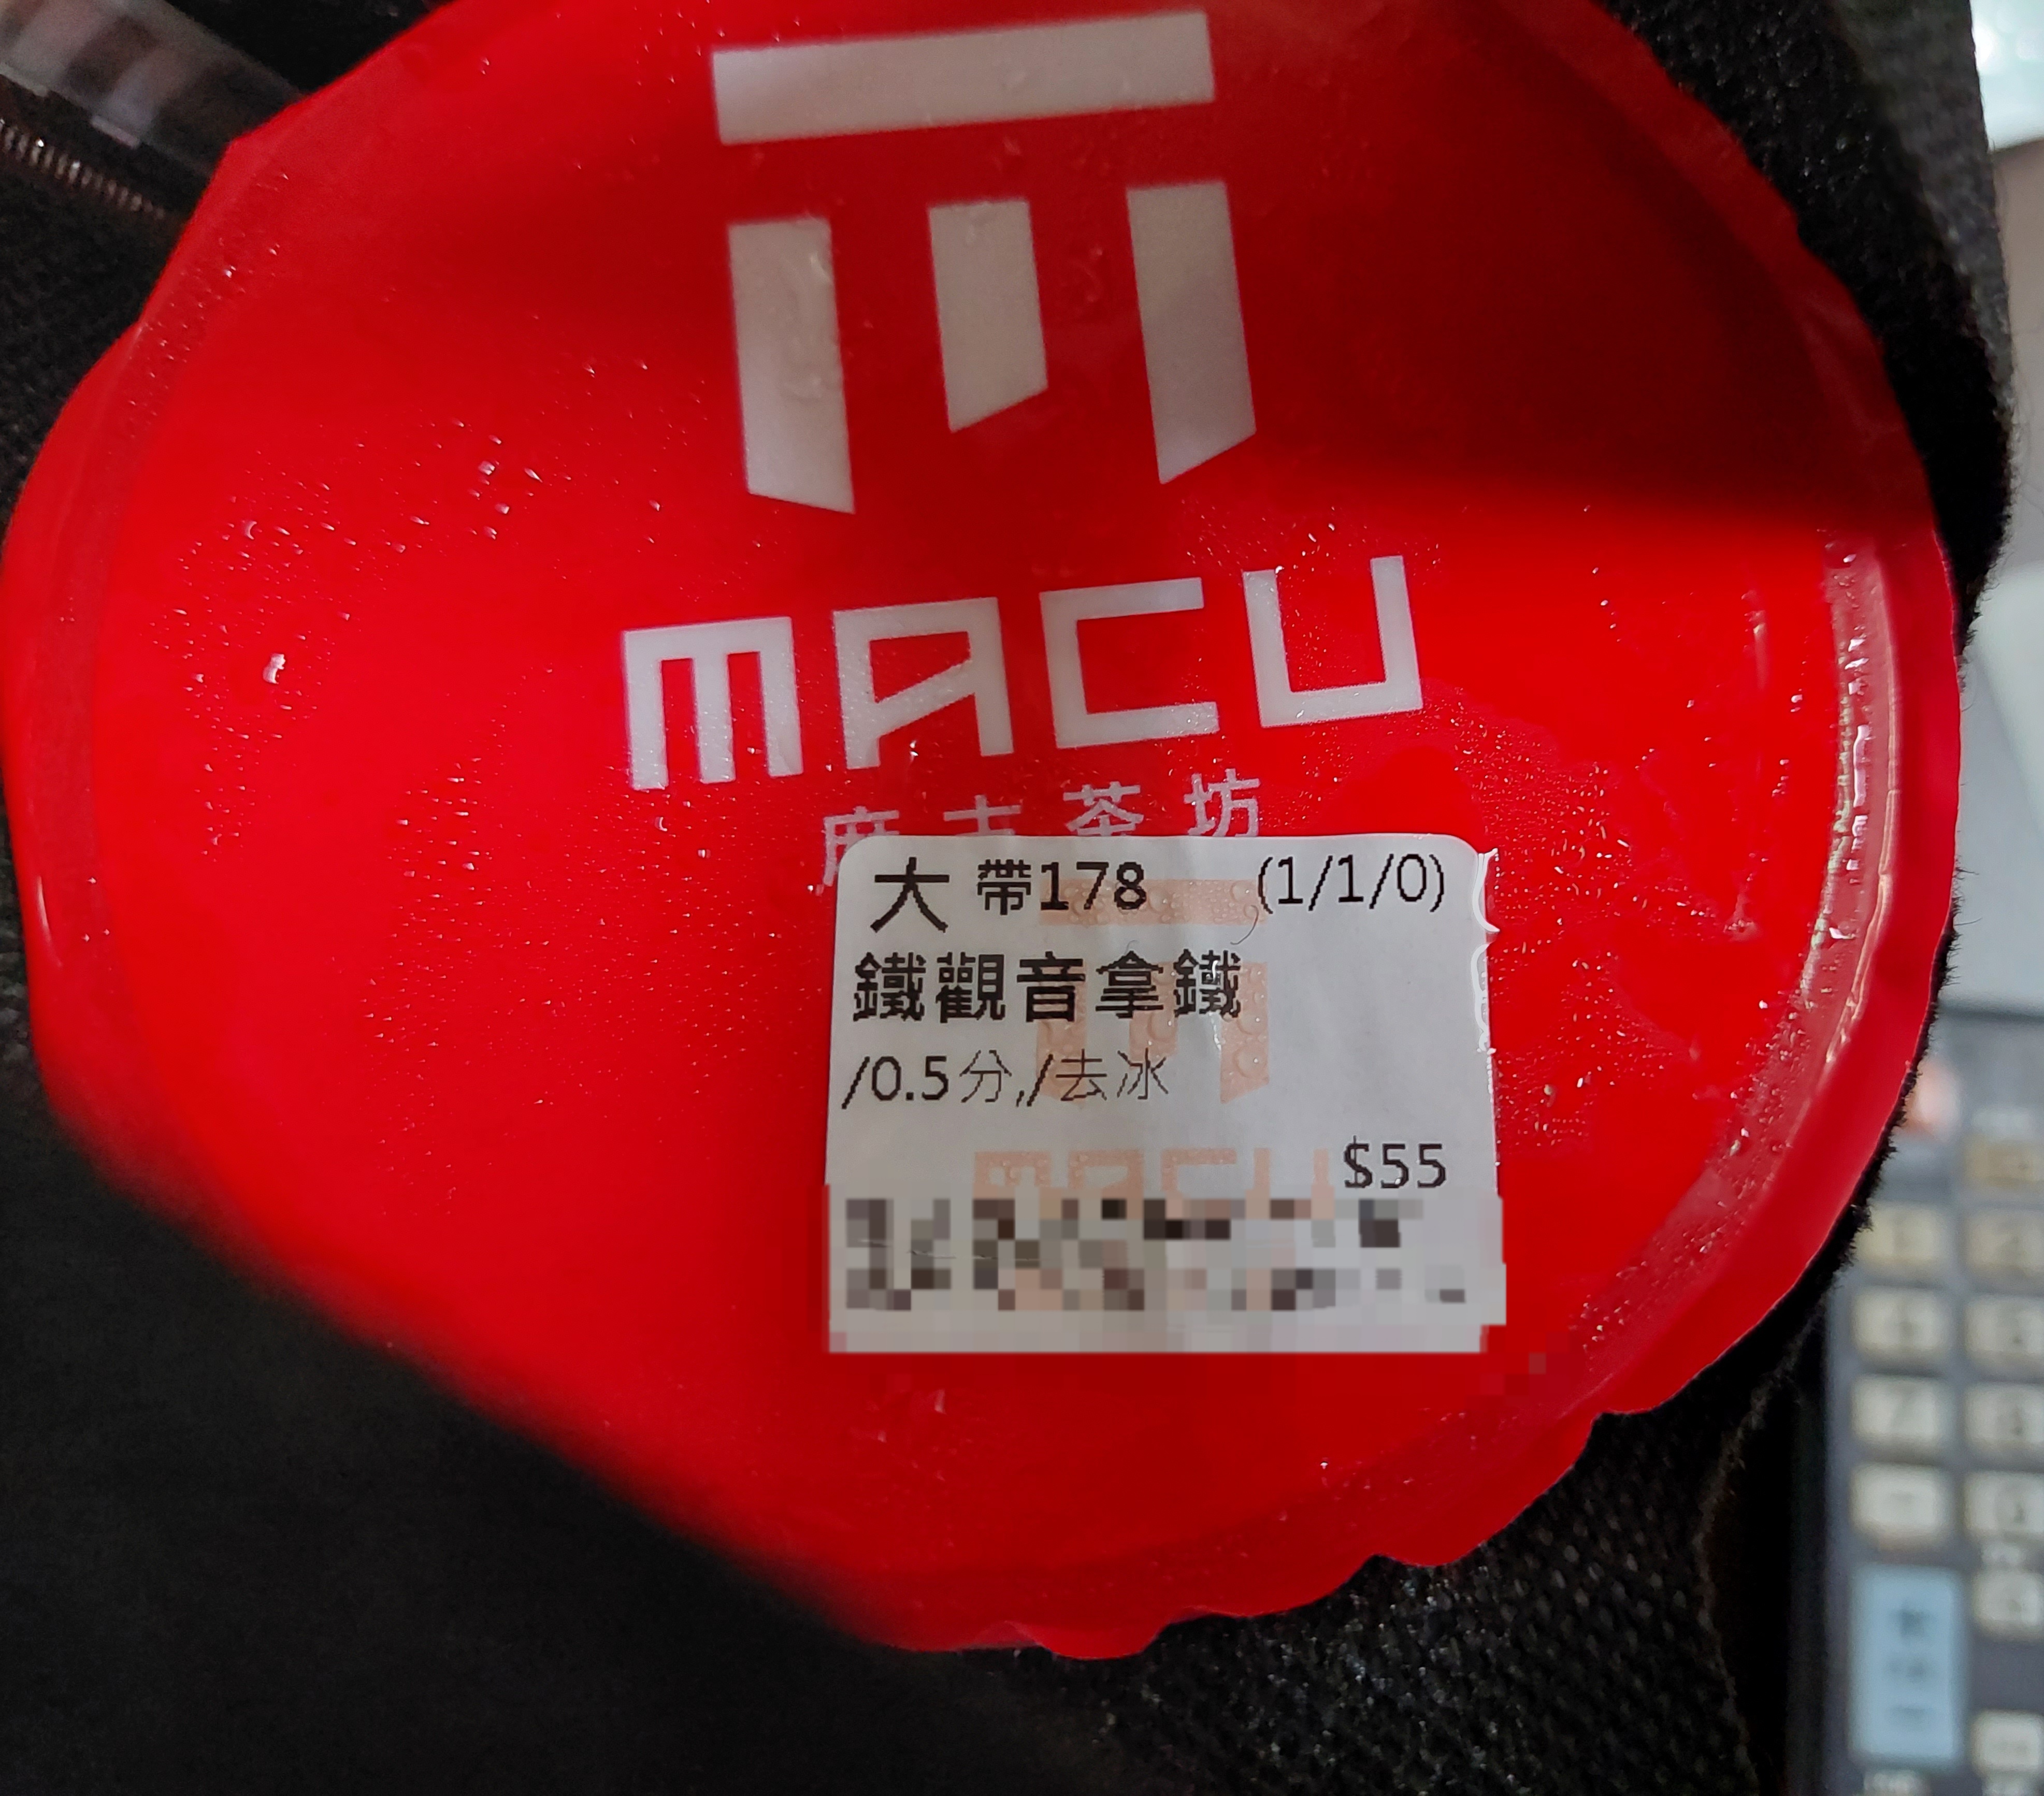 MACU
麻古茶坊
大 帶178 (1/1/0)
鐵觀音拿鐵
/0.5分,/去冰
$55
MACU